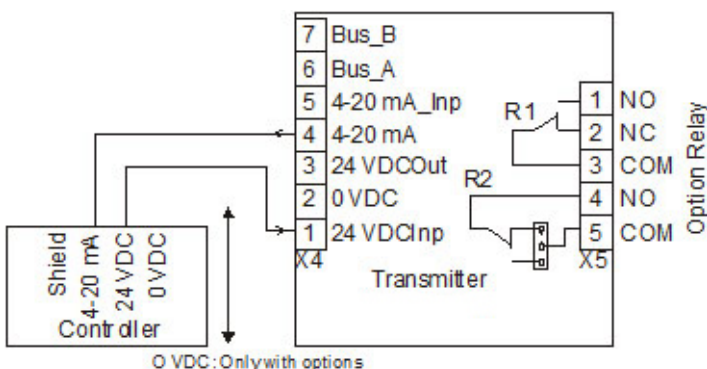 7 Bus_B
6 Bus_A
5 4-20 mA_Inp
4 4-20 mA
3 24 VDCOut
2 0 VDC
1 24 VDCInp
X4
R1
R2
1 NO
2 NC
3 COM
4 NO
5 COM
X5
Option Relay
Transmitter
Shield
4-20 mA
24 VDC
0 VDC
Controller
O VDC: Only with options